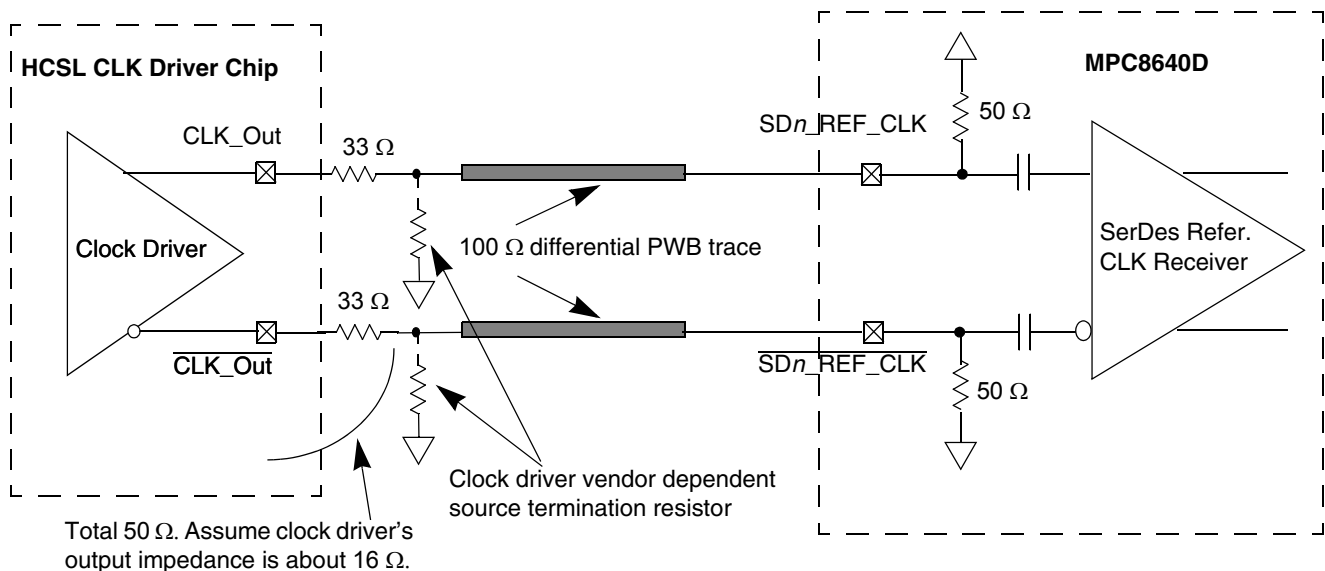 HCSL CLK Driver Chip
MPC8640D
CLK_Out
33 Ω
SDn_REF_CLK
50 Ω
Clock Driver
100 Ω differential PWB trace
SerDes Refer.
CLK Receiver
33 Ω
CLK_Out
SDn_REF_CLK
50 Ω
Clock driver vendor dependent
source termination resistor
Total 50 Ω. Assume clock driver's
output impedance is about 16 Ω.